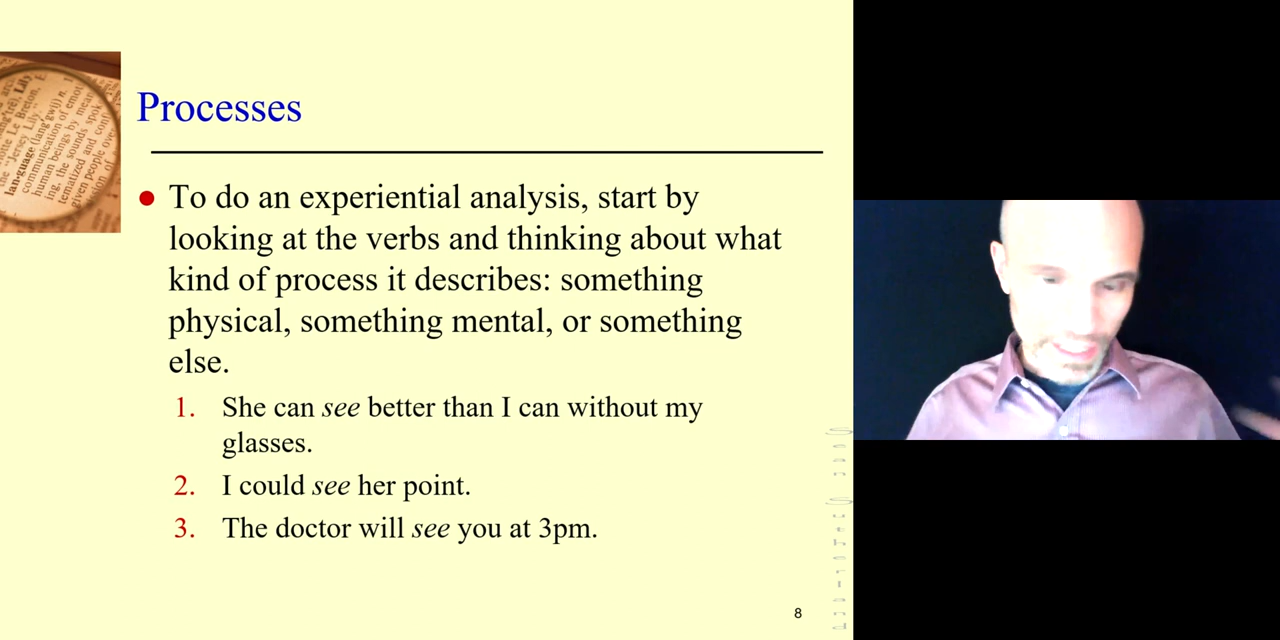 Processes
To do an experiential analysis, start by
looking at the verbs and thinking about what
kind of process it describes: something
physical, something mental, or something
else.
1. She can see better than I can without my
glasses.
2. I could see her point.
3. The doctor will see you at 3pm.
8